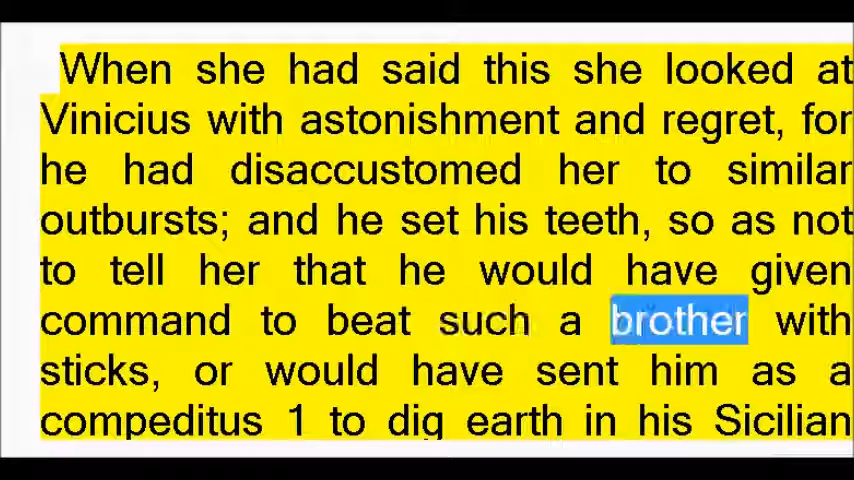 When she had said this she looked at
Vinicius with astonishment and regret, for
he had disaccustomed her to similar
outbursts; and he set his teeth, so as not
to tell her that he would have given
command to beat such a brother with
sticks, or would have sent him as a
compeditus 1 to dig earth in his Sicilian